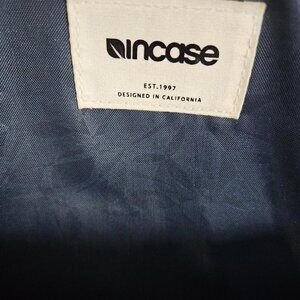 incase
EST.1997
DESIGNED IN CALIFORNIA